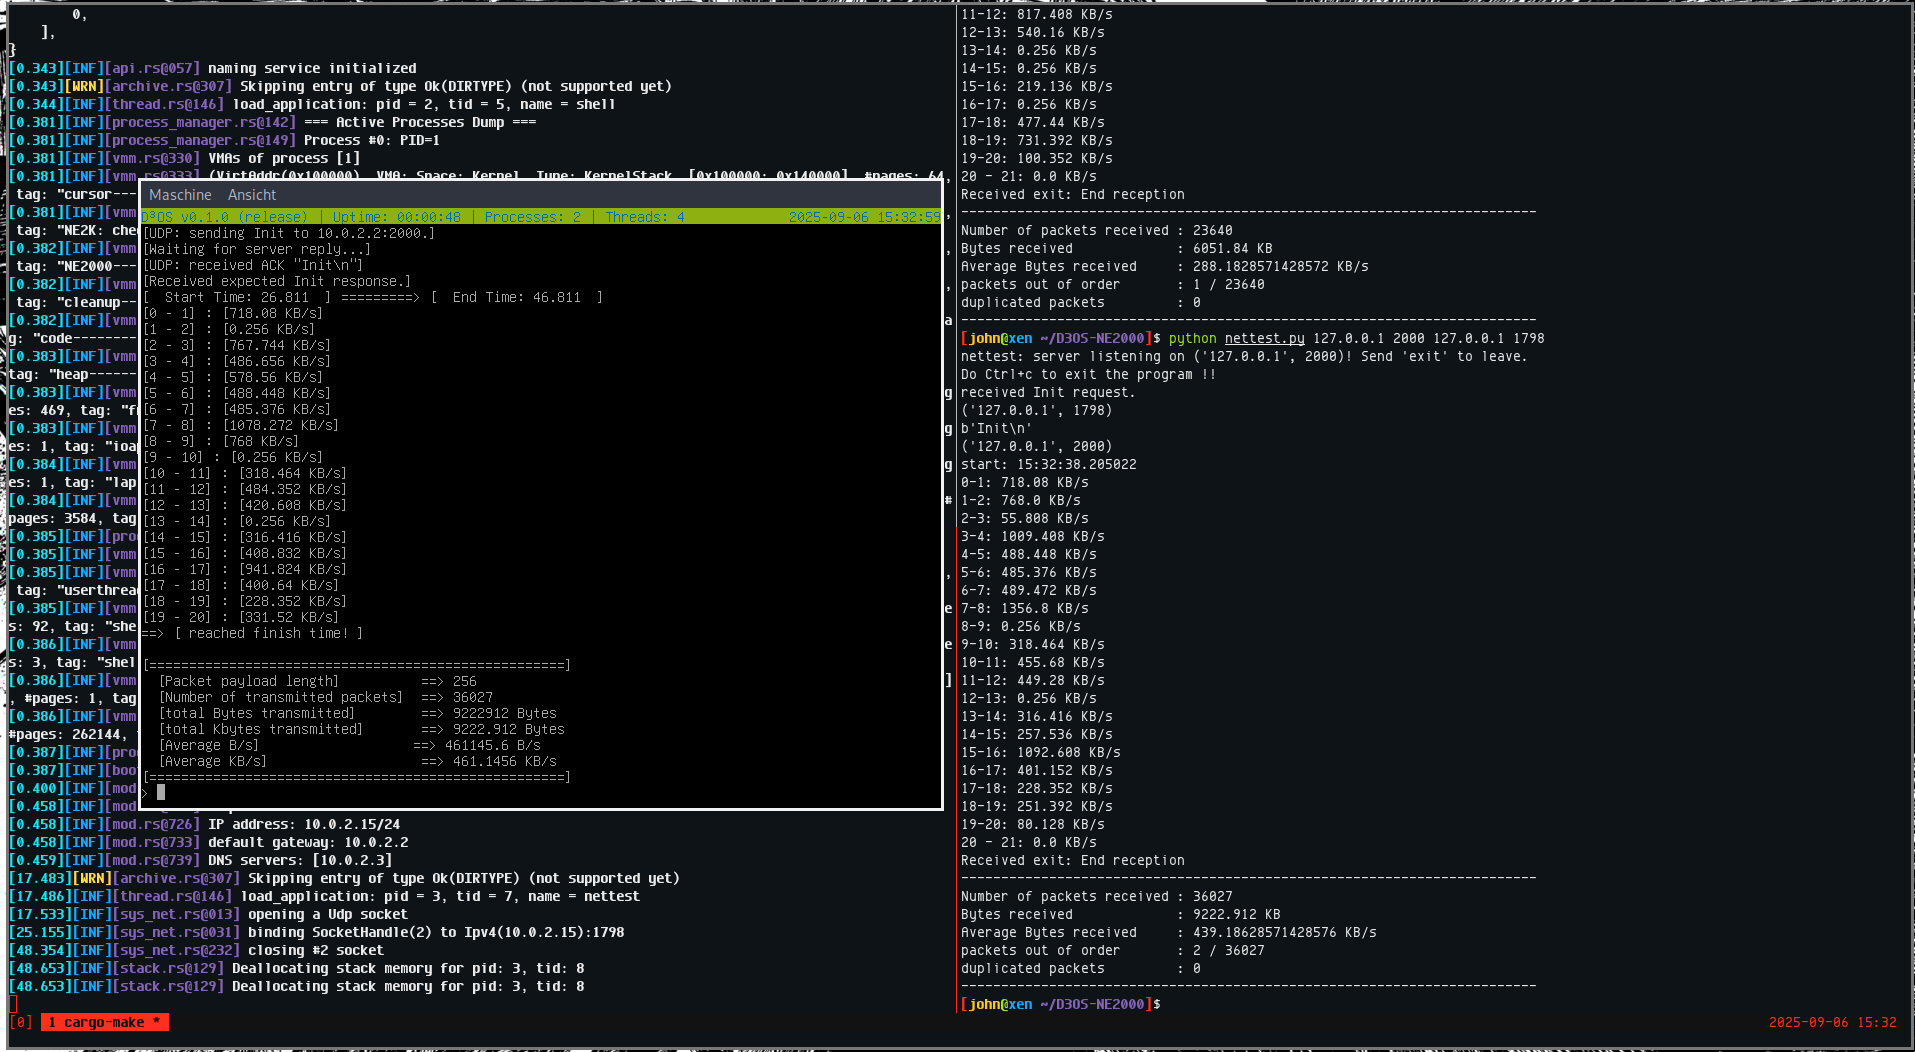 0,
    ],
}
[0.343][INF][api.rs@057] naming service initialized
[0.343][WRN][archive.rs@307] Skipping entry of type Ok(DIRTYPE) (not supported yet)
[0.344][INF][thread.rs@146] load_application: pid = 2, tid = 5, name = shell
[0.381][INF][process_manager.rs@142] === Active Processes Dump ===
[0.381][INF][process_manager.rs@149] Process #0: PID=1
[0.381][INF][vmm.rs@330] VMAs of process [1]
[0.381][INF][vmm.rs@333] (VirtAddr(0x100000), VMA: Space: Kernel, Type: KernelStack, [0x100000; 0x140000], #pages: 64,
 tag: "cursor---
[0.381][INF][vmm
 tag: "NE2K: che
[0.382][INF][vmm
 tag: "NE2000---
[0.382][INF][vmm
 tag: "cleanup--
[0.382][INF][vmm
g: "code--------
[0.383][INF][vmm
tag: "heap------
[0.383][INF][vmm
es: 469, tag: "f
[0.383][INF][vmm
es: 1, tag: "ioa
[0.384][INF][vmm
es: 1, tag: "lap
[0.384][INF][vmm
pages: 3584, tag
[0.385][INF][pro
[0.385][INF][vmm
[0.385][INF][vmm
 tag: "userthrea
[0.385][INF][vmm
s: 92, tag: "she
[0.386][INF][vmm
s: 3, tag: "shel
[0.386][INF][vmm
, #pages: 1, tag
[0.386][INF][vmm
#pages: 262144,
[0.387][INF][pro
[0.387][INF][boo
[0.400][INF][mod
[0.458][INF][mod
[0.458][INF][mod.rs@726] IP address: 10.0.2.15/24
[0.458][INF][mod.rs@733] default gateway: 10.0.2.2
[0.459][INF][mod.rs@739] DNS servers: [10.0.2.3]
[17.483][WRN][archive.rs@307] Skipping entry of type Ok(DIRTYPE) (not supported yet)
[17.486][INF][thread.rs@146] load_application: pid = 3, tid = 7, name = nettest
[17.533][INF][sys_net.rs@013] opening a Udp socket
[25.155][INF][sys_net.rs@031] binding SocketHandle(2) to Ipv4(10.0.2.15):1798
[48.354][INF][sys_net.rs@232] closing #2 socket
[48.653][INF][stack.rs@129] Deallocating stack memory for pid: 3, tid: 8
[48.653][INF][stack.rs@129] Deallocating stack memory for pid: 3, tid: 8
[0] 1 cargo-make *
Maschine Ansicht
D³OS v0.1.0 (release) | Uptime: 00:00:48 | Processes: 2 | Threads: 4 2025-09-06 15:32:59
[UDP: sending Init to 10.0.2.2:2000.]
[Waiting for server reply...]
[UDP: received ACK "Init\n"]
[Received expected Init response.]
[  Start Time: 26.811  ] =========> [  End Time: 46.811  ]
[0 - 1] : [718.08 KB/s]
[1 - 2] : [0.256 KB/s]
[2 - 3] : [767.744 KB/s]
[3 - 4] : [486.656 KB/s]
[4 - 5] : [578.56 KB/s]
[5 - 6] : [488.448 KB/s]
[6 - 7] : [485.376 KB/s]
[7 - 8] : [1078.272 KB/s]
[8 - 9] : [768 KB/s]
[9 - 10] : [0.256 KB/s]
[10 - 11] : [318.464 KB/s]
[11 - 12] : [484.352 KB/s]
[12 - 13] : [420.608 KB/s]
[13 - 14] : [0.256 KB/s]
[14 - 15] : [316.416 KB/s]
[15 - 16] : [408.832 KB/s]
[16 - 17] : [941.824 KB/s]
[17 - 18] : [400.64 KB/s]
[18 - 19] : [228.352 KB/s]
[19 - 20] : [331.52 KB/s]
==> [ reached finish time! ]
[====================================================]
  [Packet payload length]          ==> 256
  [Number of transmitted packets]  ==> 36027
  [total Bytes transmitted]        ==> 9222912 Bytes
  [total Kbytes transmitted]       ==> 9222.912 Bytes
  [Average B/s]                   ==> 461145.6 B/s
  [Average KB/s]                   ==> 461.1456 KB/s
[====================================================]
>
11-12: 817.408 KB/s
12-13: 540.16 KB/s
13-14: 0.256 KB/s
14-15: 0.256 KB/s
15-16: 219.136 KB/s
16-17: 0.256 KB/s
17-18: 477.44 KB/s
18-19: 731.392 KB/s
19-20: 100.352 KB/s
20 - 21: 0.0 KB/s
Received exit: End reception
------------------------------------------------------------------------
Number of packets received : 23640
Bytes received             : 6051.84 KB
Average Bytes received     : 288.1828571428572 KB/s
packets out of order       : 1 / 23640
duplicated packets         : 0
------------------------------------------------------------------------
[john@xen ~/D3OS-NE2000]$ python nettest.py 127.0.0.1 2000 127.0.0.1 1798
nettest: server listening on ('127.0.0.1', 2000)! Send 'exit' to leave.
Do Ctrl+c to exit the program !!
received Init request.
('127.0.0.1', 1798)
b'Init\n'
('127.0.0.1', 2000)
start: 15:32:38.205022
0-1: 718.08 KB/s
1-2: 768.0 KB/s
2-3: 55.808 KB/s
3-4: 1009.408 KB/s
4-5: 488.448 KB/s
5-6: 485.376 KB/s
6-7: 489.472 KB/s
7-8: 1356.8 KB/s
8-9: 0.256 KB/s
9-10: 318.464 KB/s
10-11: 455.68 KB/s
11-12: 449.28 KB/s
12-13: 0.256 KB/s
13-14: 316.416 KB/s
14-15: 257.536 KB/s
15-16: 1092.608 KB/s
16-17: 401.152 KB/s
17-18: 228.352 KB/s
18-19: 251.392 KB/s
19-20: 80.128 KB/s
20 - 21: 0.0 KB/s
Received exit: End reception
------------------------------------------------------------------------
Number of packets received : 36027
Bytes received             : 9222.912 KB
Average Bytes received     : 439.18628571428576 KB/s
packets out of order       : 2 / 36027
duplicated packets         : 0
------------------------------------------------------------------------
[john@xen ~/D3OS-NE2000]$
2025-09-06 15:32